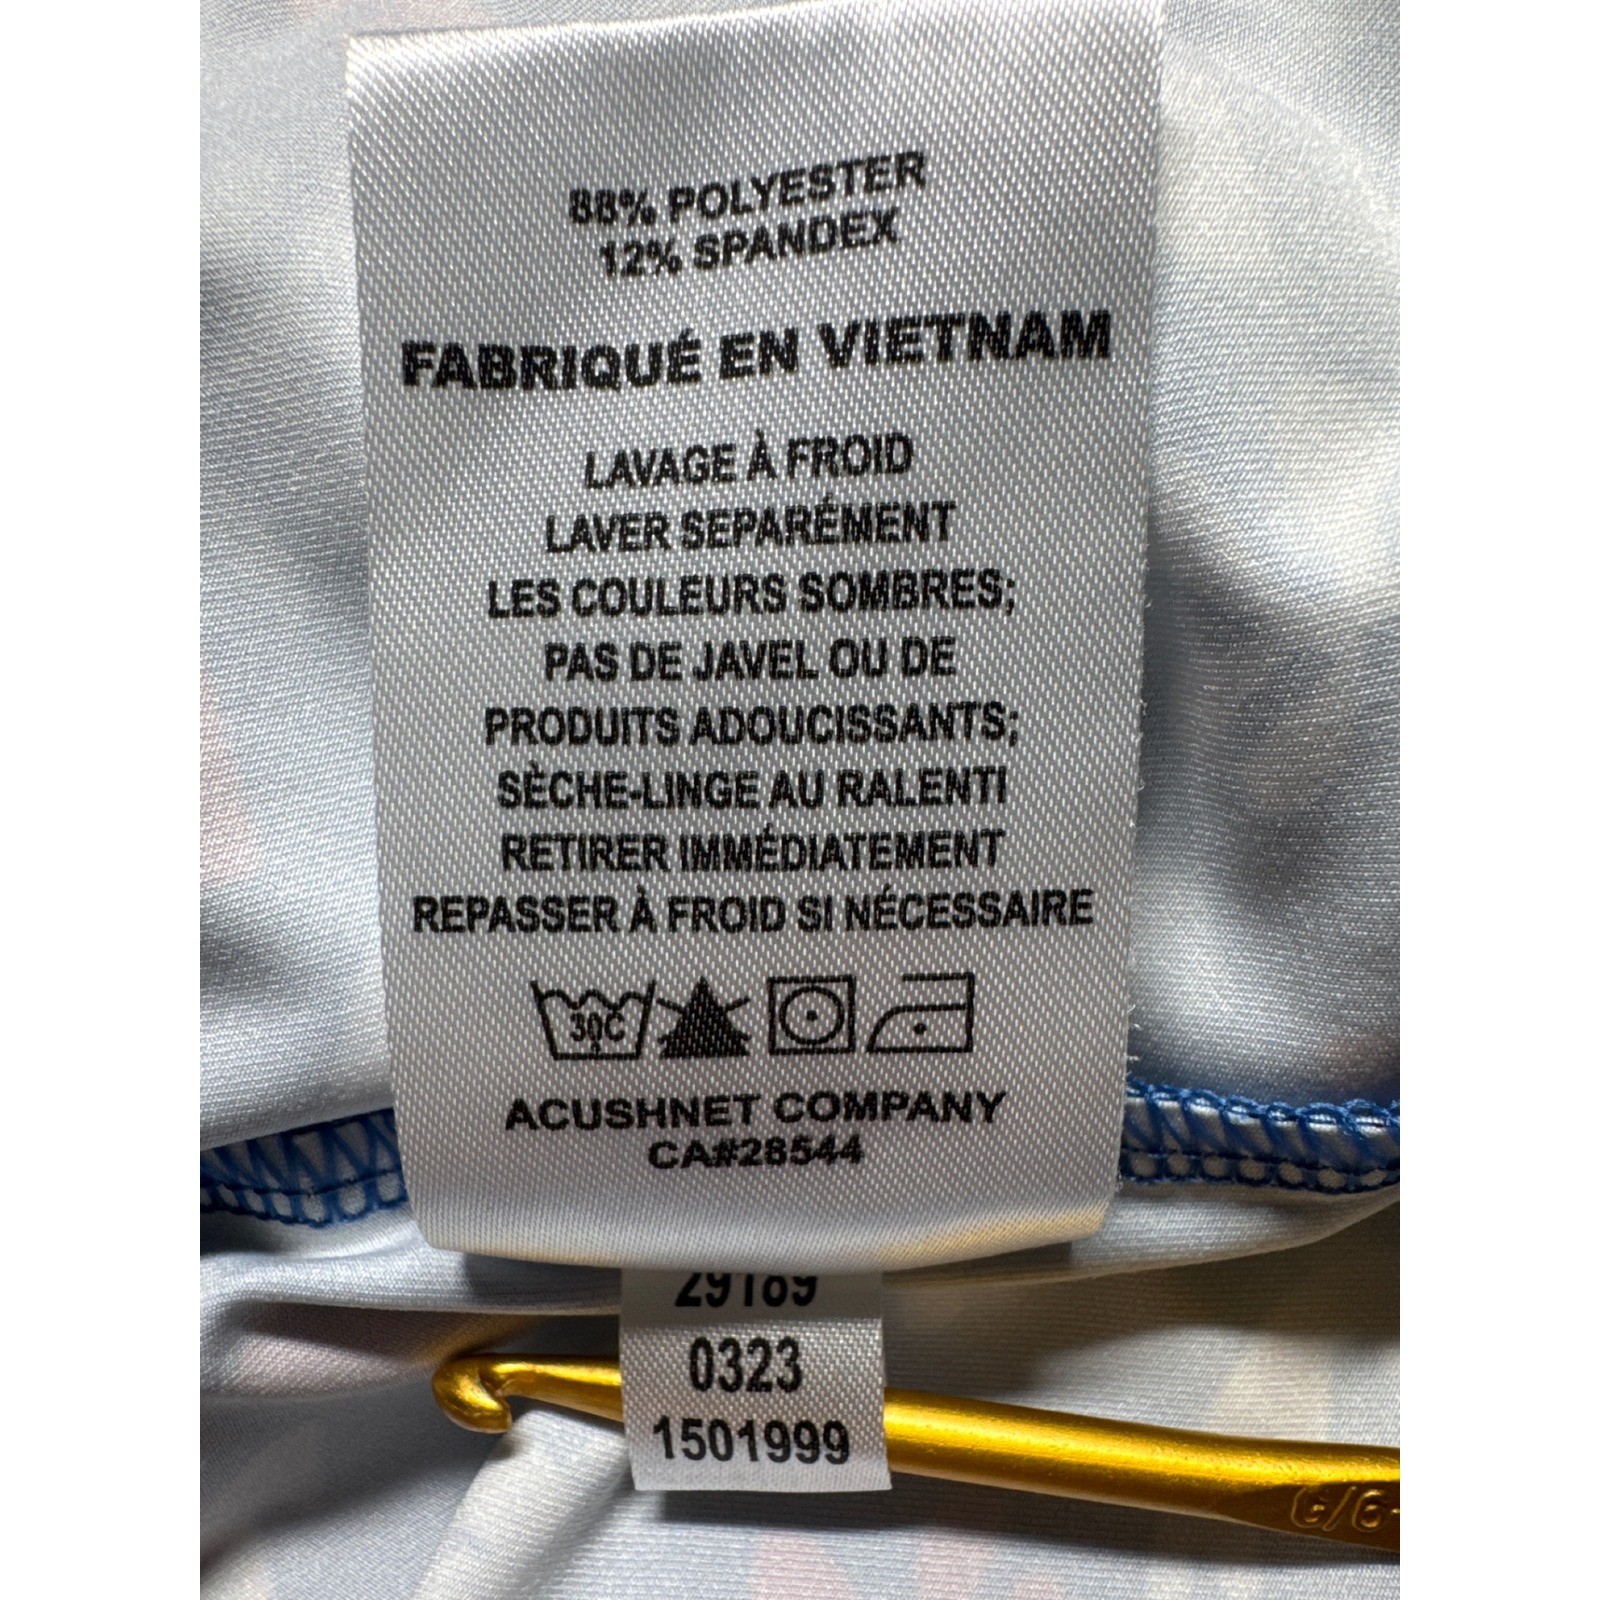 88% POLYESTER
12% SPANDEX
FABRIQUÉ EN VIETNAM
LAVAGE À FROID
LAVER SEPARÉMENT
LES COULEURS SOMBRES;
PAS DE JAVEL OU DE
PRODUITS ADOUCISSANTS;
SÈCHE-LINGE AU RALENTI
RETIRER IMMÉDIATEMENT
REPASSER À FROID SI NÉCESSAIRE
30C
ACUSHNET COMPANY
CA#28544
29189
0323
1501999
G/6-